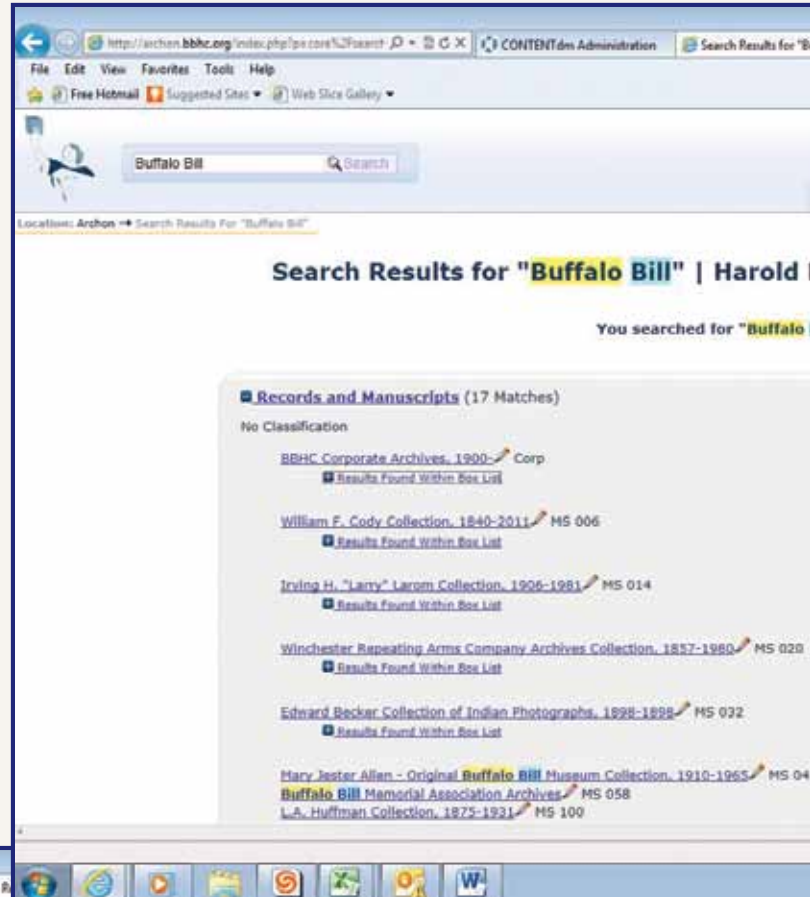 http://archon.bbhc.org/index.php?p=core%2Fsearch
CONTENTdm Administration
Search Results for "B
File Edit View Favorites Tools Help
Free Hotmail Suggested Sites Web Slice Gallery
Buffalo Bill Search
Location: Archon → Search Results For "Buffalo Bill"
Search Results for "Buffalo Bill" | Harold
You searched for "Buffalo
Records and Manuscripts (17 Matches)
No Classification
BBHC Corporate Archives, 1900- Corp
Results Found Within Box List
William F. Cody Collection, 1840-2011 MS 006
Results Found Within Box List
Irving H. "Larry" Larom Collection, 1906-1981 MS 014
Results Found Within Box List
Winchester Repeating Arms Company Archives Collection, 1857-1980 MS 020
Results Found Within Box List
Edward Becker Collection of Indian Photographs, 1898-1898 MS 032
Results Found Within Box List
Mary Jester Allen - Original Buffalo Bill Museum Collection, 1910-1965 MS 04
Buffalo Bill Memorial Association Archives MS 058
L.A. Huffman Collection, 1875-1931 MS 100